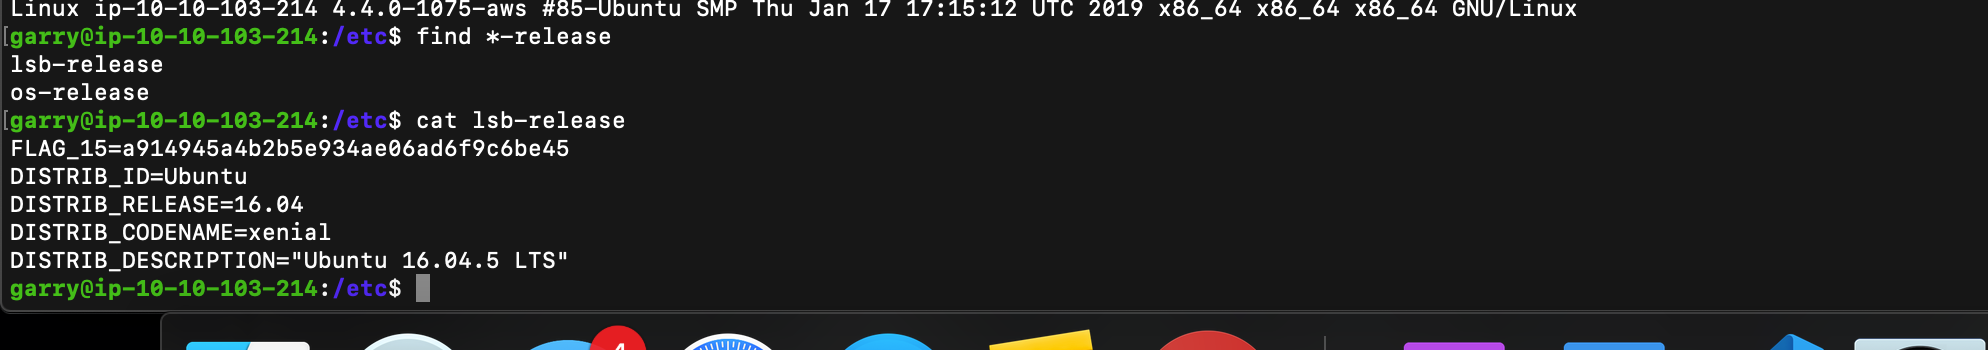 Linux ip-10-10-103-214 4.4.0-1075-aws #85-Ubuntu SMP Thu Jan 17 17:15:12 UTC 2019 x86_64 x86_64 x86_64 GNU/Linux
[garry@ip-10-10-103-214:/etc$ find *-release
lsb-release
os-release
[garry@ip-10-10-103-214:/etc$ cat lsb-release
FLAG_15=a914945a4b2b5e934ae06ad6f9c6be45
DISTRIB_ID=Ubuntu
DISTRIB_RELEASE=16.04
DISTRIB_CODENAME=xenial
DISTRIB_DESCRIPTION="Ubuntu 16.04.5 LTS"
garry@ip-10-10-103-214:/etc$